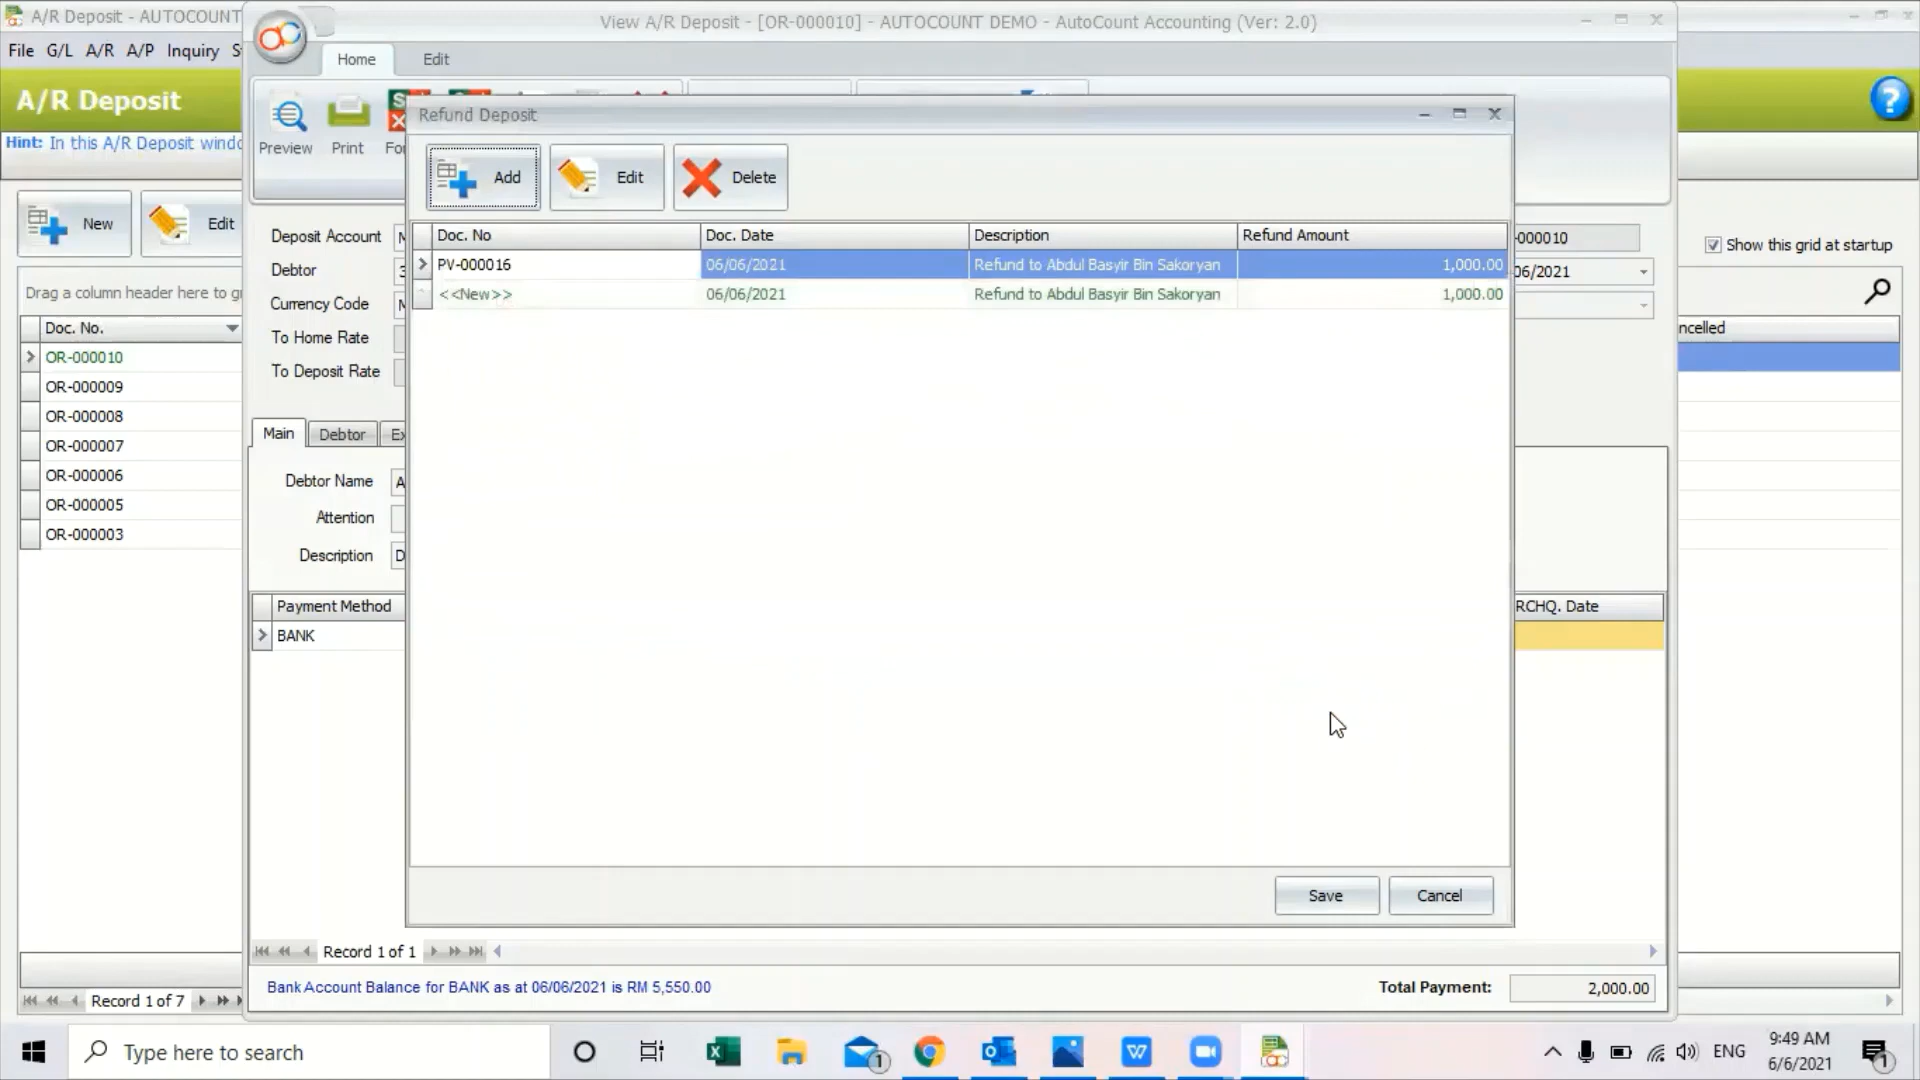 A/R Deposit - AUTOCOUNT
View A/R Deposit - [OR-000010] - AUTOCOUNT DEMO - AutoCount Accounting (Ver: 2.0)
File G/L A/R A/P Inquiry
Home Edit
A/R Deposit
Hint: In this A/R Deposit
Preview Print
Refund Deposit
Add Edit Delete
New Edit
Doc. No Doc. Date Description Refund Amount
PV-000016 06/06/2021 Refund to Abdul Basyir Bin Sakoryan 1,000.00
<<New>> 06/06/2021 Refund to Abdul Basyir Bin Sakoryan 1,000.00
Deposit Account
Debtor
Currency Code
To Home Rate
To Deposit Rate
-000010
06/2021
Show this grid at startup
Drag a column header here to
Doc. No.
ncelled
OR-000010
OR-000009
OR-000008
OR-000007
OR-000006
OR-000005
OR-000003
Main Debtor
Debtor Name A
Attention
Description D
Payment Method
RCHQ. Date
BANK
Save Cancel
Record 1 of 1
Bank Account Balance for BANK as at 06/06/2021 is RM 5,550.00
Total Payment: 2,000.00
Record 1 of 7
Type here to search
1
ENG
9:49 AM
6/6/2021
1